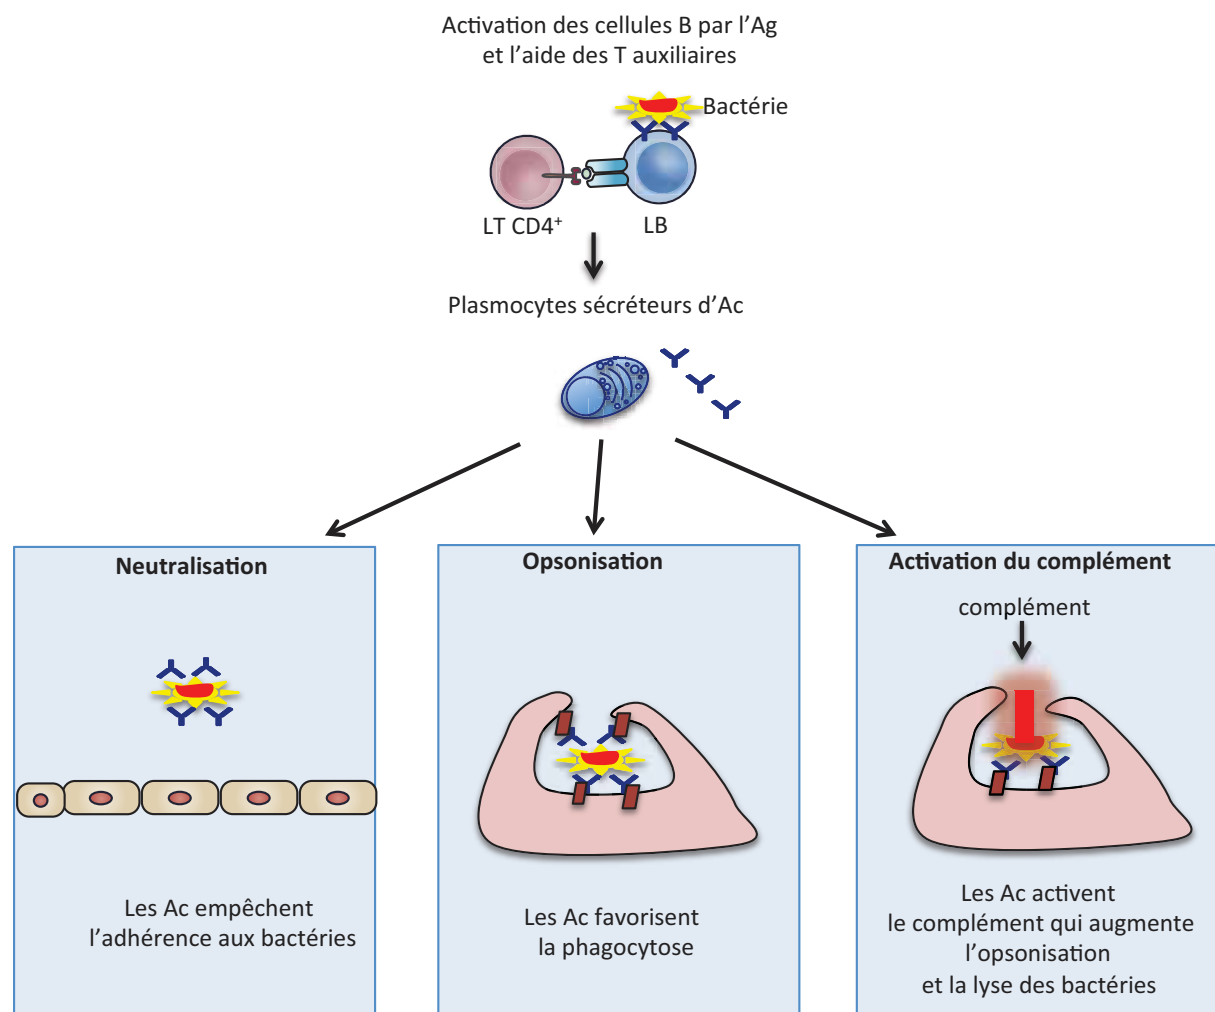 Activation des cellules B par l’Ag
et l’aide des T auxiliaires
Bactérie
LT CD4⁺
LB
Plasmocytes sécréteurs d’Ac
Neutralisation
Les Ac empêchent
l’adhérence aux bactéries
Opsonisation
Les Ac favorisent
la phagocytose
Activation du complément
complément
Les Ac activent
le complément qui augmente
l’opsonisation
et la lyse des bactéries